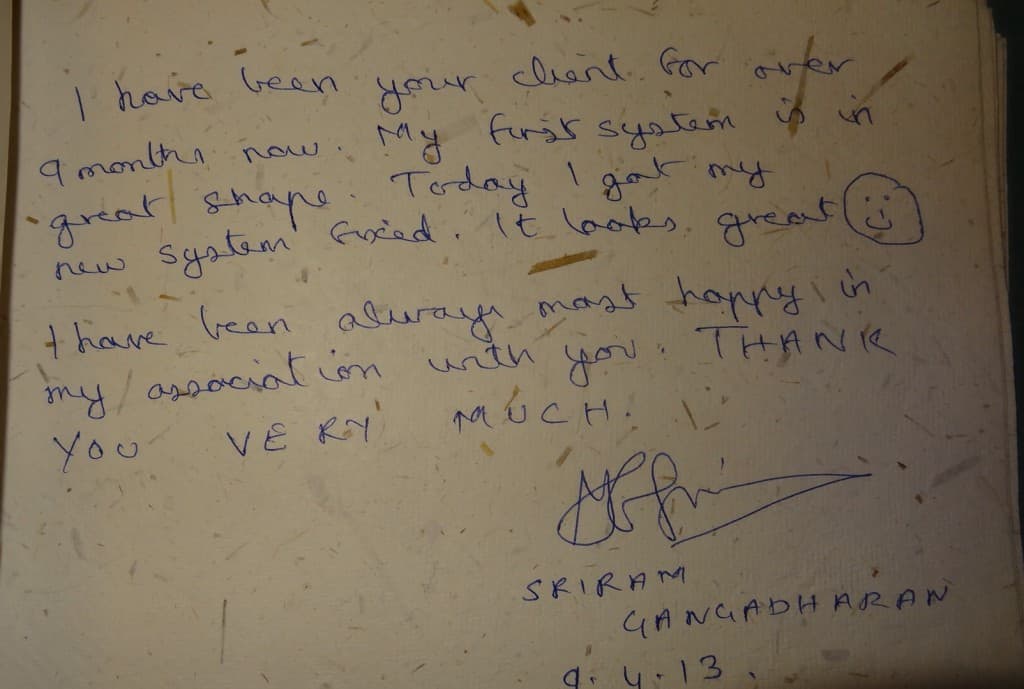 I have been your client for over
9 months now. My first system is in
great shape. Today I got my
new system fixed. It looks great
I have been always most happy in
my association with you. THANK
YOU VERY MUCH.
SRIRAM
GANGADHARAN
9.4.13.